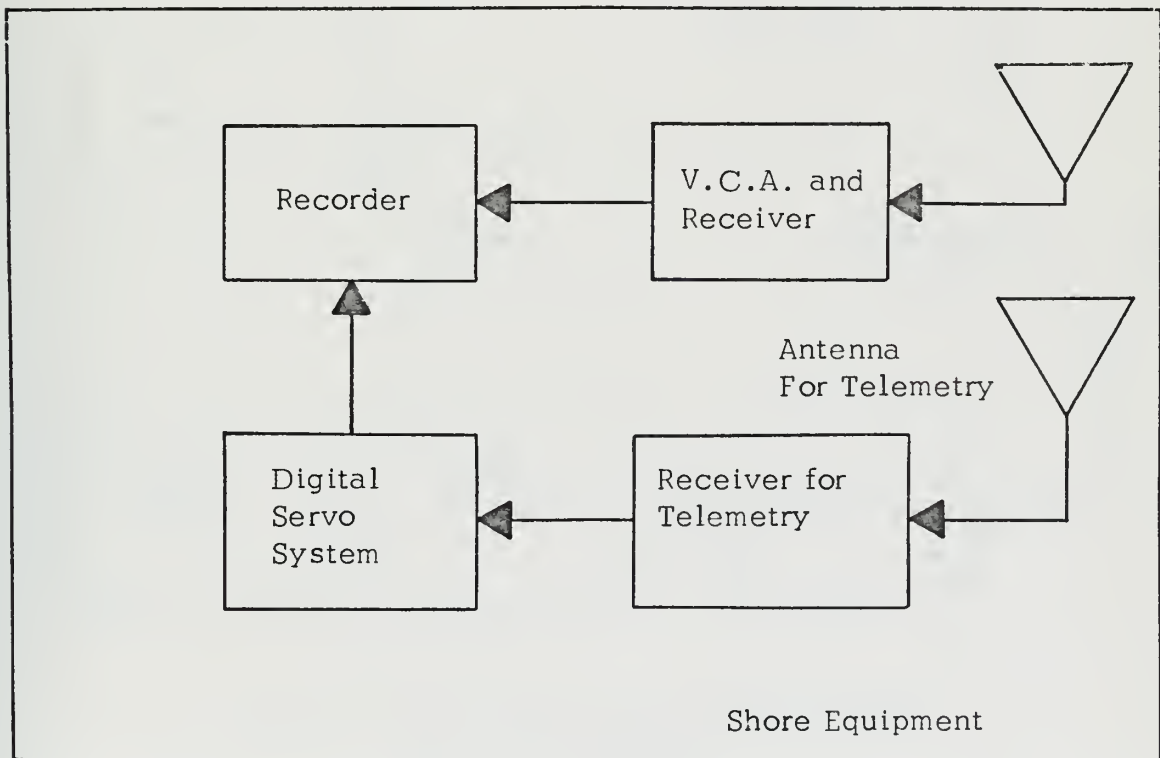 Recorder
V.C.A. and
Receiver
Antenna
For Telemetry
Digital
Servo
System
Receiver for
Telemetry
Shore Equipment